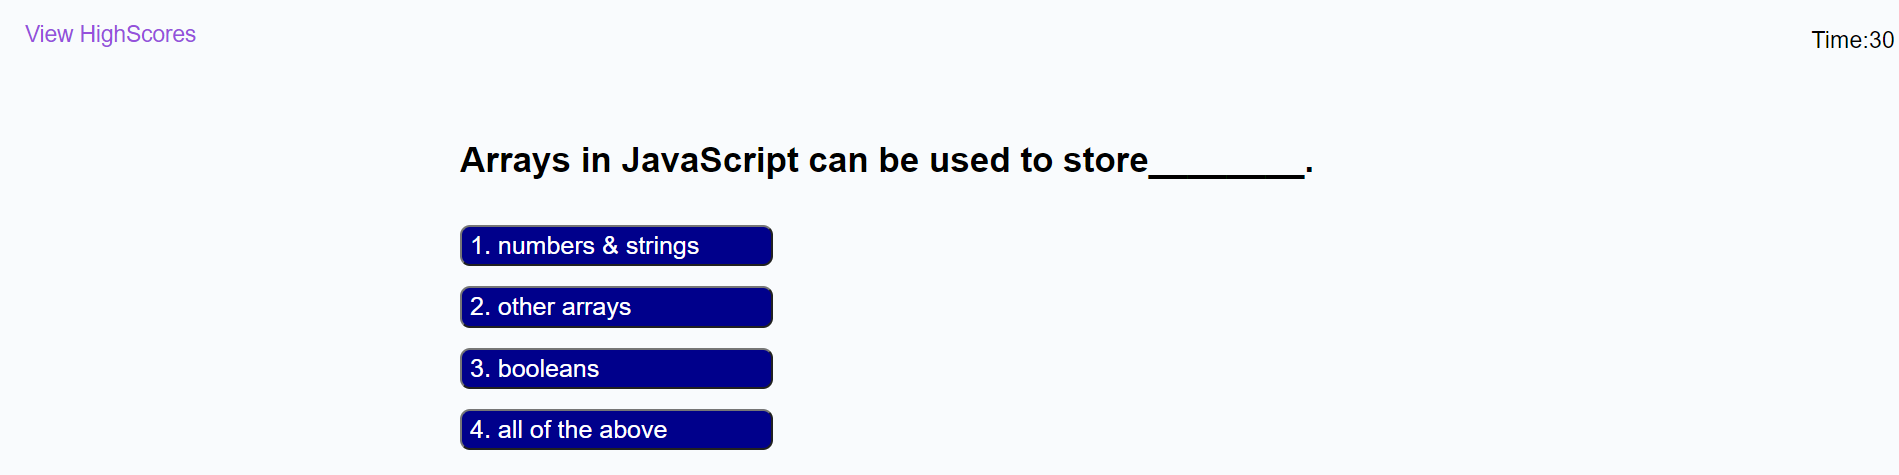 View HighScores
Time:30
Arrays in JavaScript can be used to store________.
1. numbers & strings
2. other arrays
3. booleans
4. all of the above